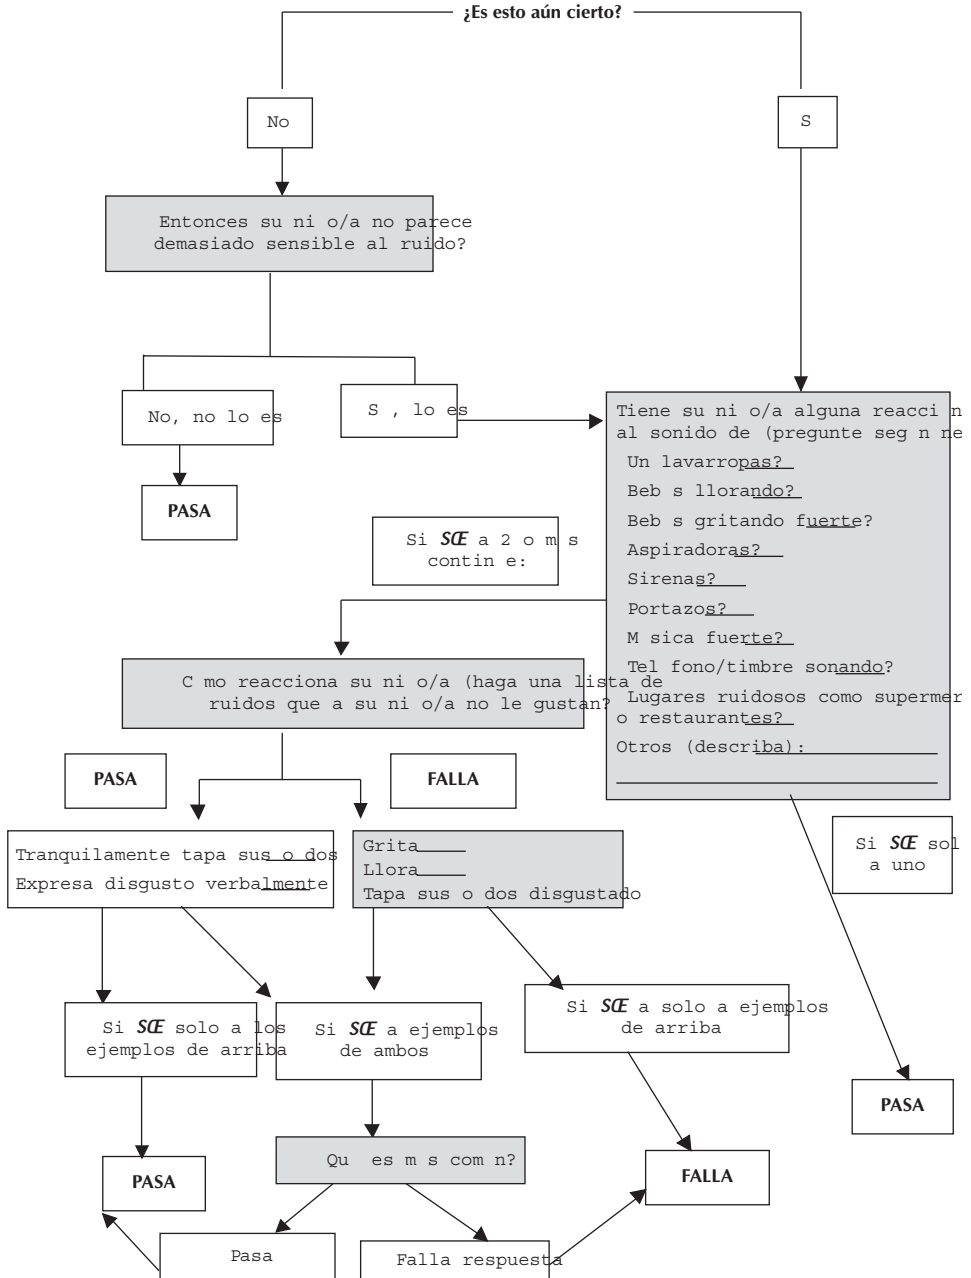 ¿Es esto aún cierto?
No
S
Entonces su ni o/a no parece
demasiado sensible al ruido?
No, no lo es
S , lo es
PASA
Tiene su ni o/a alguna reacci n
al sonido de (pregunte seg n ne
Un lavarropas?
Beb s llorando?
Beb s gritando fuerte?
Aspiradoras?
Sirenas?
Portazos?
M sica fuerte?
Tel fono/timbre sonando?
Lugares ruidosos como supermer
o restaurantes?
Otros (describa):
Si SŒ a 2 o m s
contin e:
C mo reacciona su ni o/a (haga una lista de
ruidos que a su ni o/a no le gustan?
PASA
FALLA
Tranquilamente tapa sus o dos
Expresa disgusto verbalmente
Grita
Llora
Tapa sus o dos disgustado
Si SŒ sol
a uno
Si SŒ solo a los
ejemplos de arriba
Si SŒ a ejemplos
de ambos
Si SŒ a solo a ejemplos
de arriba
PASA
Qu es m s com n?
PASA
FALLA
Pasa
Falla respuesta